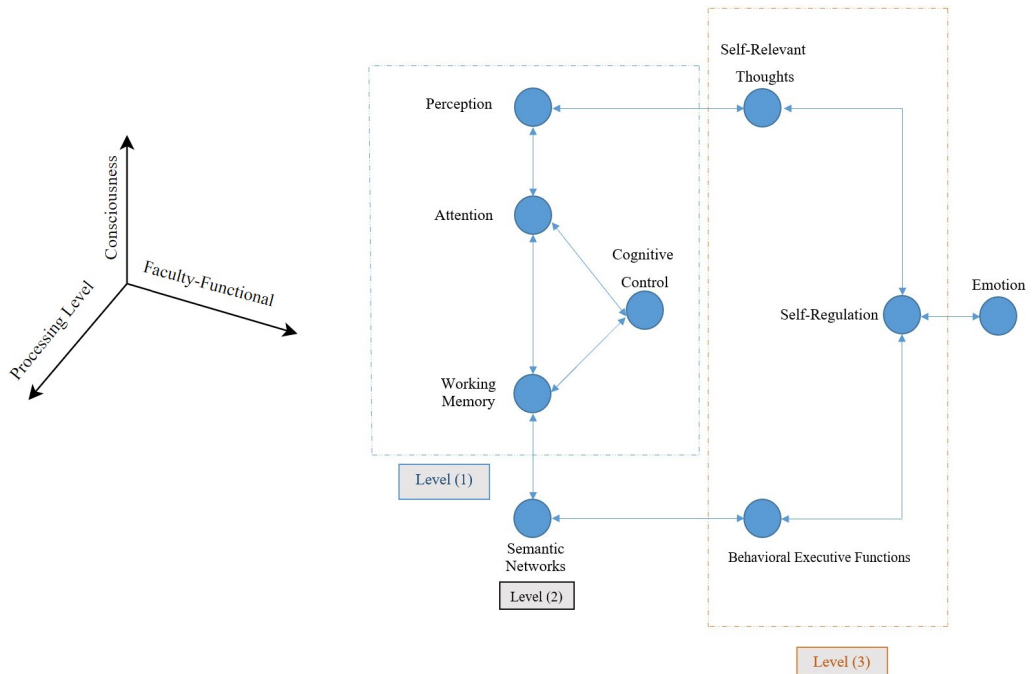 Consciousness
Faculty-Functional
Processing Level
Perception
Attention
Cognitive
Control
Working
Memory
Level (1)
Semantic
Networks
Level (2)
Self-Relevant
Thoughts
Self-Regulation
Emotion
Behavioral Executive Functions
Level (3)